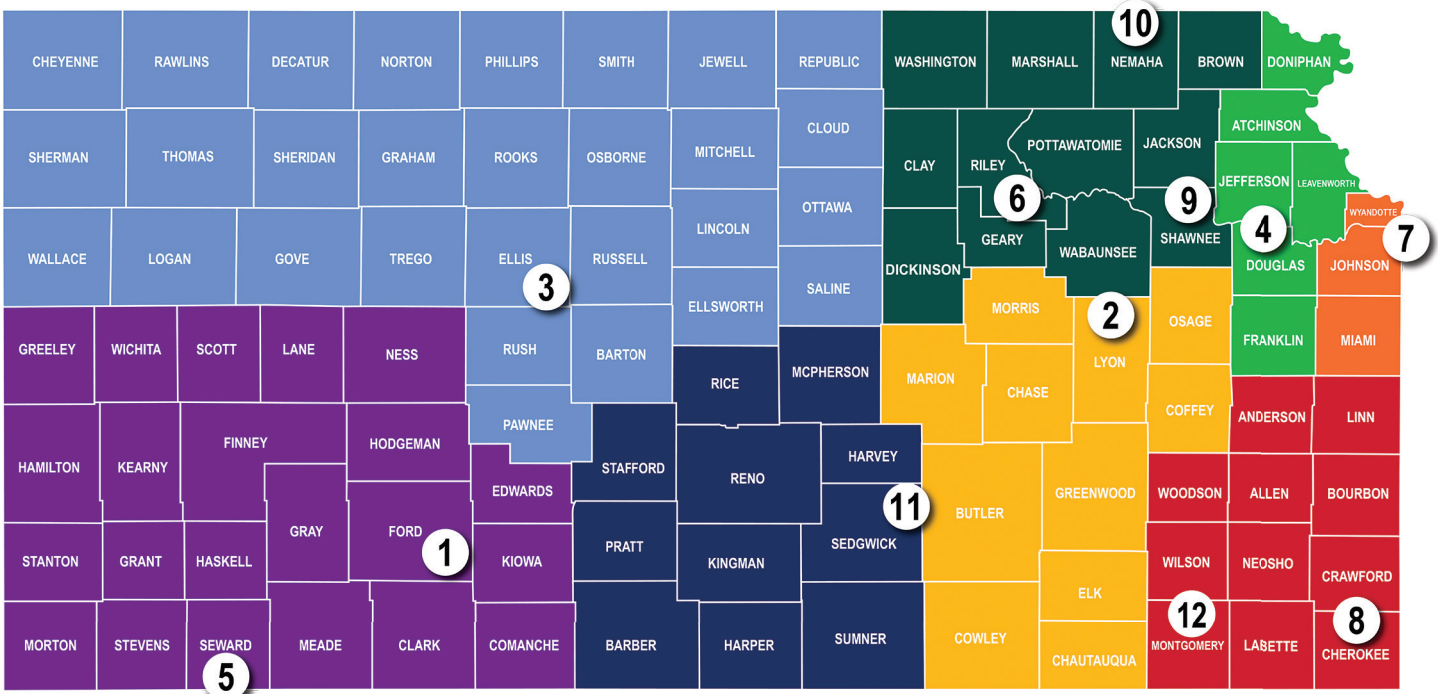 10
CHEYENNE RAWLINS DECATUR NORTON PHILLIPS SMITH JEWELL REPUBLIC WASHINGTON MARSHALL NEMAHA BROWN DONIPHAN
CLOUD ATCHINSON
SHERMAN THOMAS SHERIDAN GRAHAM ROOKS OSBORNE MITCHELL CLAY RILEY POTTAWATOMIE JACKSON
JEFFERSON LEAVENWORTH
6 9
OTTAWA WYANDOTTE
LINCOLN GEARY SHAWNEE 4 7
WALLACE LOGAN GOVE TREGO ELLIS RUSSELL DICKINSON WABAUNSEE DOUGLAS JOHNSON
3 SALINE
ELLSWORTH MORRIS 2 OSAGE
GREELEY WICHITA SCOTT LANE NESS RUSH BARTON LYON FRANKLIN MIAMI
RICE MCPHERSON MARION CHASE
COFFEY ANDERSON LINN
PAWNEE
HAMILTON KEARNY FINNEY HODGEMAN STAFFORD RENO HARVEY
EDWARDS GREENWOOD WOODSON ALLEN BOURBON
11 BUTLER
GRAY FORD SEDGWICK
1 PRATT
STANTON GRANT HASKELL KIOWA KINGMAN WILSON NEOSHO CRAWFORD
ELK
12 8
MORTON STEVENS SEWARD MEADE CLARK COMANCHE BARBER HARPER SUMNER COWLEY MONTGOMERY LABETTE CHEROKEE
CHAUTAUQUA
5